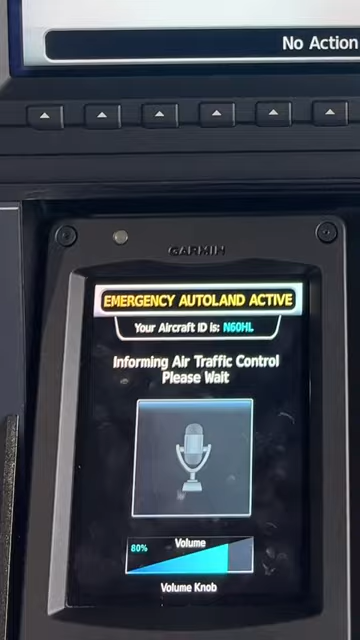 No Action
GARMIN
EMERGENCY AUTOLAND ACTIVE
Your Aircraft ID is: N60HL
Informing Air Traffic Control
Please Wait
80%
Volume
Volume Knob